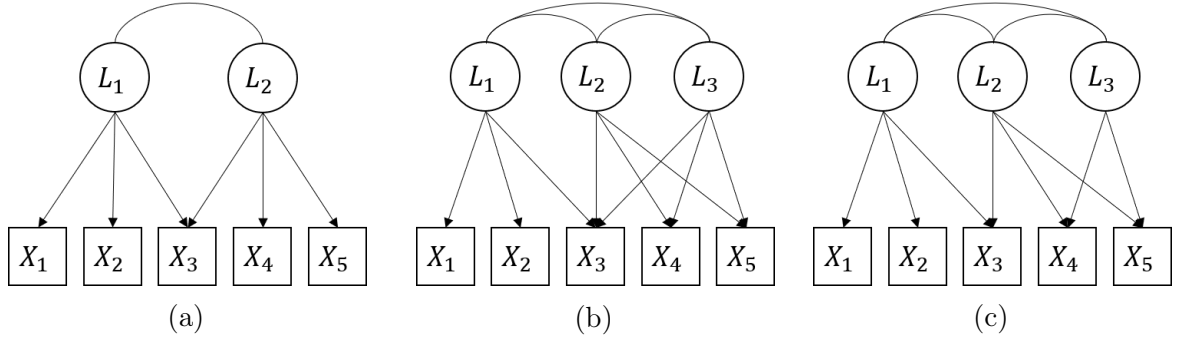 L₁ L₂ L₁ L₂ L₃ L₁ L₂ L₃
X₁ X₂ X₃ X₄ X₅ X₁ X₂ X₃ X₄ X₅ X₁ X₂ X₃ X₄ X₅
(a) (b) (c)